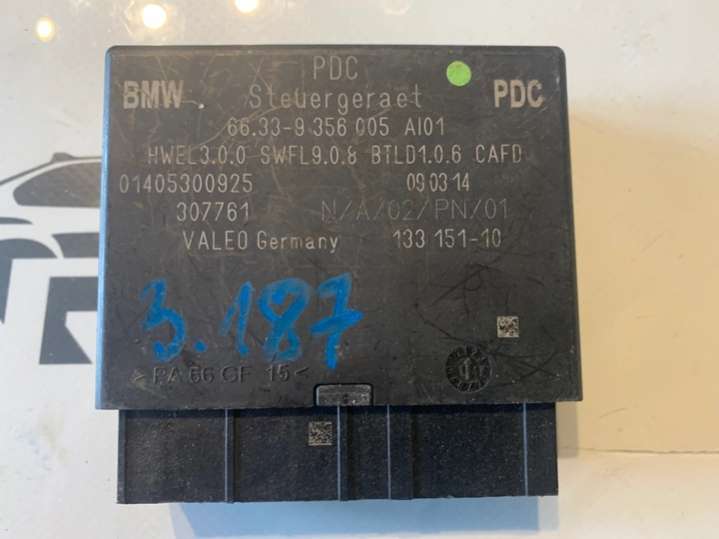 PDC
BMW Steuergeraet PDC
66.33-9 356 005 AI01
HWEL3.0.0 SWFL9.0.8 BTLD1.0.6 CAFD
01405300925 09.03.14
307761 N/A/02/PN/01
VALEO Germany 133 151-10
3.187
>PA 66 GF 15<